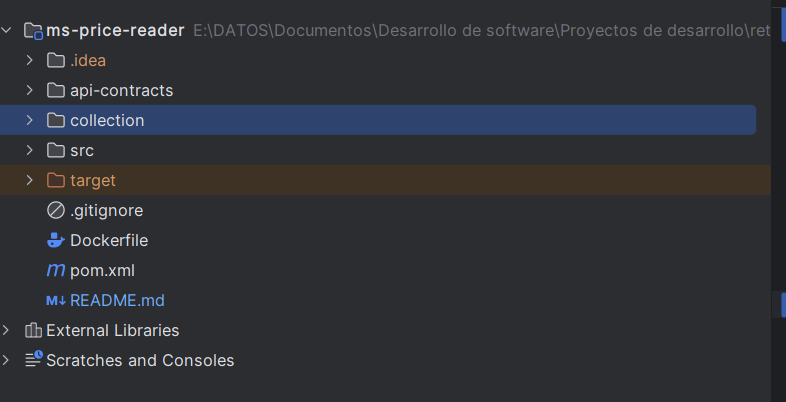 ms-price-reader E:\DATOS\Documentos\Desarrollo de software\Proyectos de desarrollo\ret
.idea
api-contracts
collection
src
target
.gitignore
Dockerfile
m pom.xml
M↓ README.md
External Libraries
Scratches and Consoles